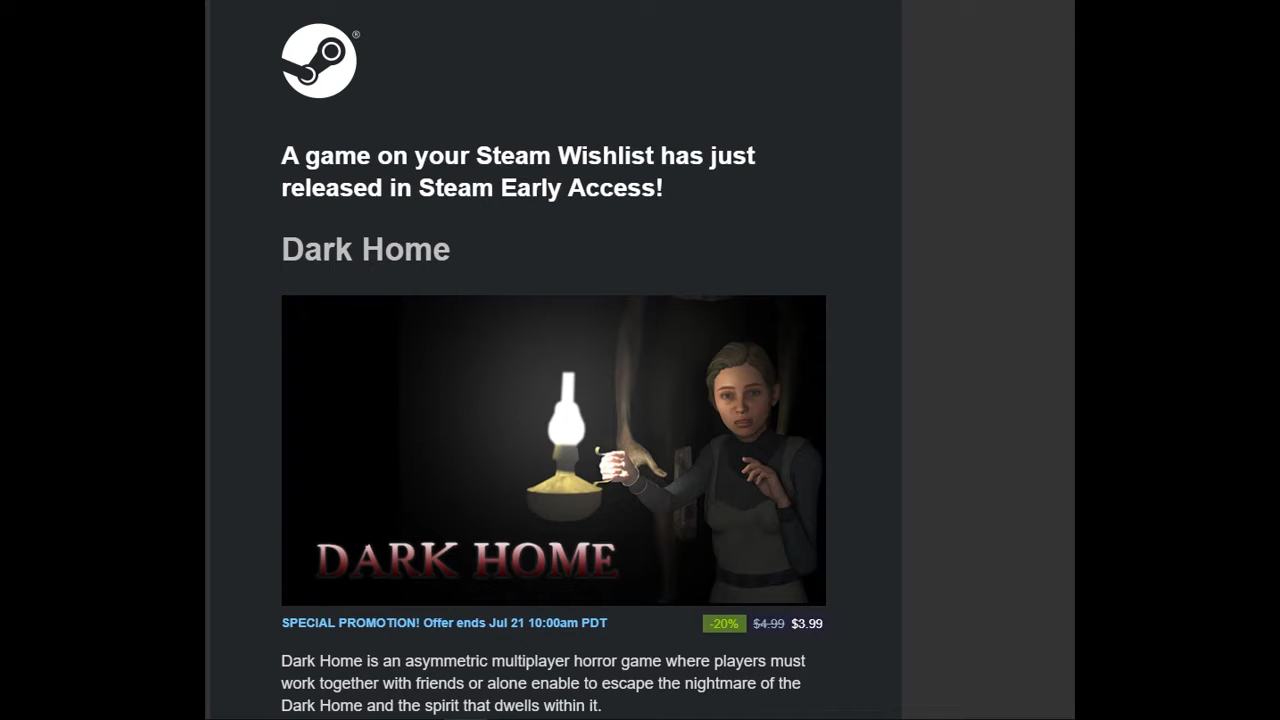 ®
A game on your Steam Wishlist has just
released in Steam Early Access!
Dark Home
DARK HOME
SPECIAL PROMOTION! Offer ends Jul 21 10:00am PDT
-20% $4.99 $3.99
Dark Home is an asymmetric multiplayer horror game where players must
work together with friends or alone enable to escape the nightmare of the
Dark Home and the spirit that dwells within it.